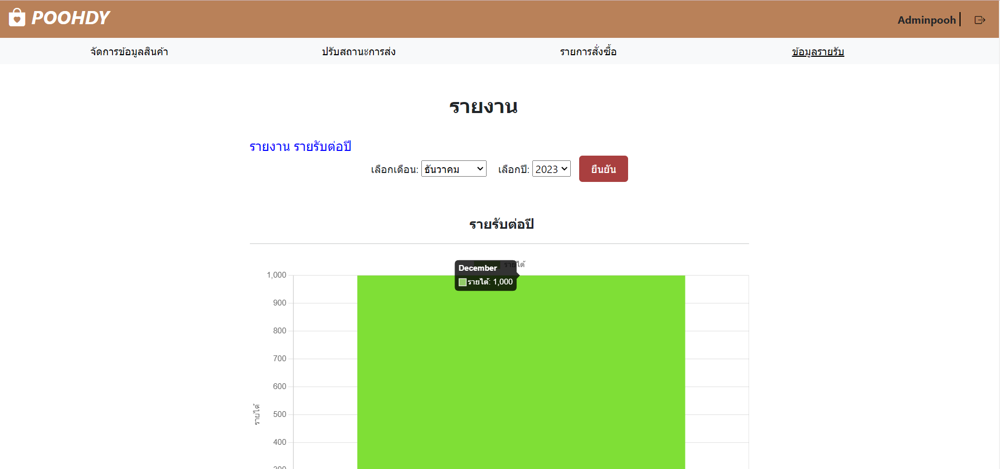 POOHDY
Adminpooh
จัดการข้อมูลสินค้า ปรับสถานะการส่ง รายการสั่งซื้อ ข้อมูลรายรับ
รายงาน
รายงาน รายรับต่อปี
เลือกเดือน: ธันวาคม เลือกปี: 2023 ยืนยัน
รายรับต่อปี
รายได้
December
รายได้: 1,000
1,000
900
800
700
600
500
400
รายได้